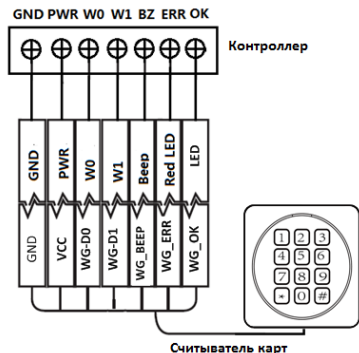 GND PWR W0 W1 BZ ERR OK
Контроллер
GND
PWR
W0
W1
Beep
Red LED
LED
GND
VCC
WG-D0
WG-D1
WG_BEEP
WG_ERR
WG_OK
1 2 3
4 5 6
7 8 9
* 0 #
Считыватель карт